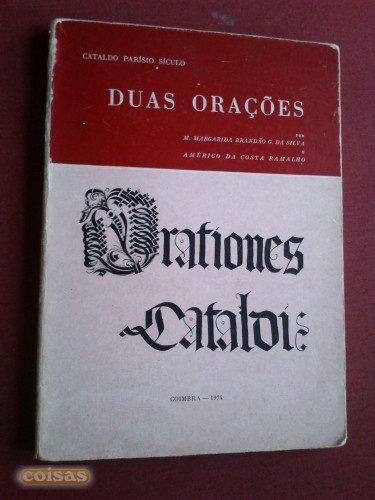 CATALDO PARÍSIO SÍCULO
DUAS ORAÇÕES
POR
M. MARGARIDA BRANDÃO G. DA SILVA
E
AMÉRICO DA COSTA RAMALHO
Orationes
Cataldi:
COIMBRA — 1974
coisas